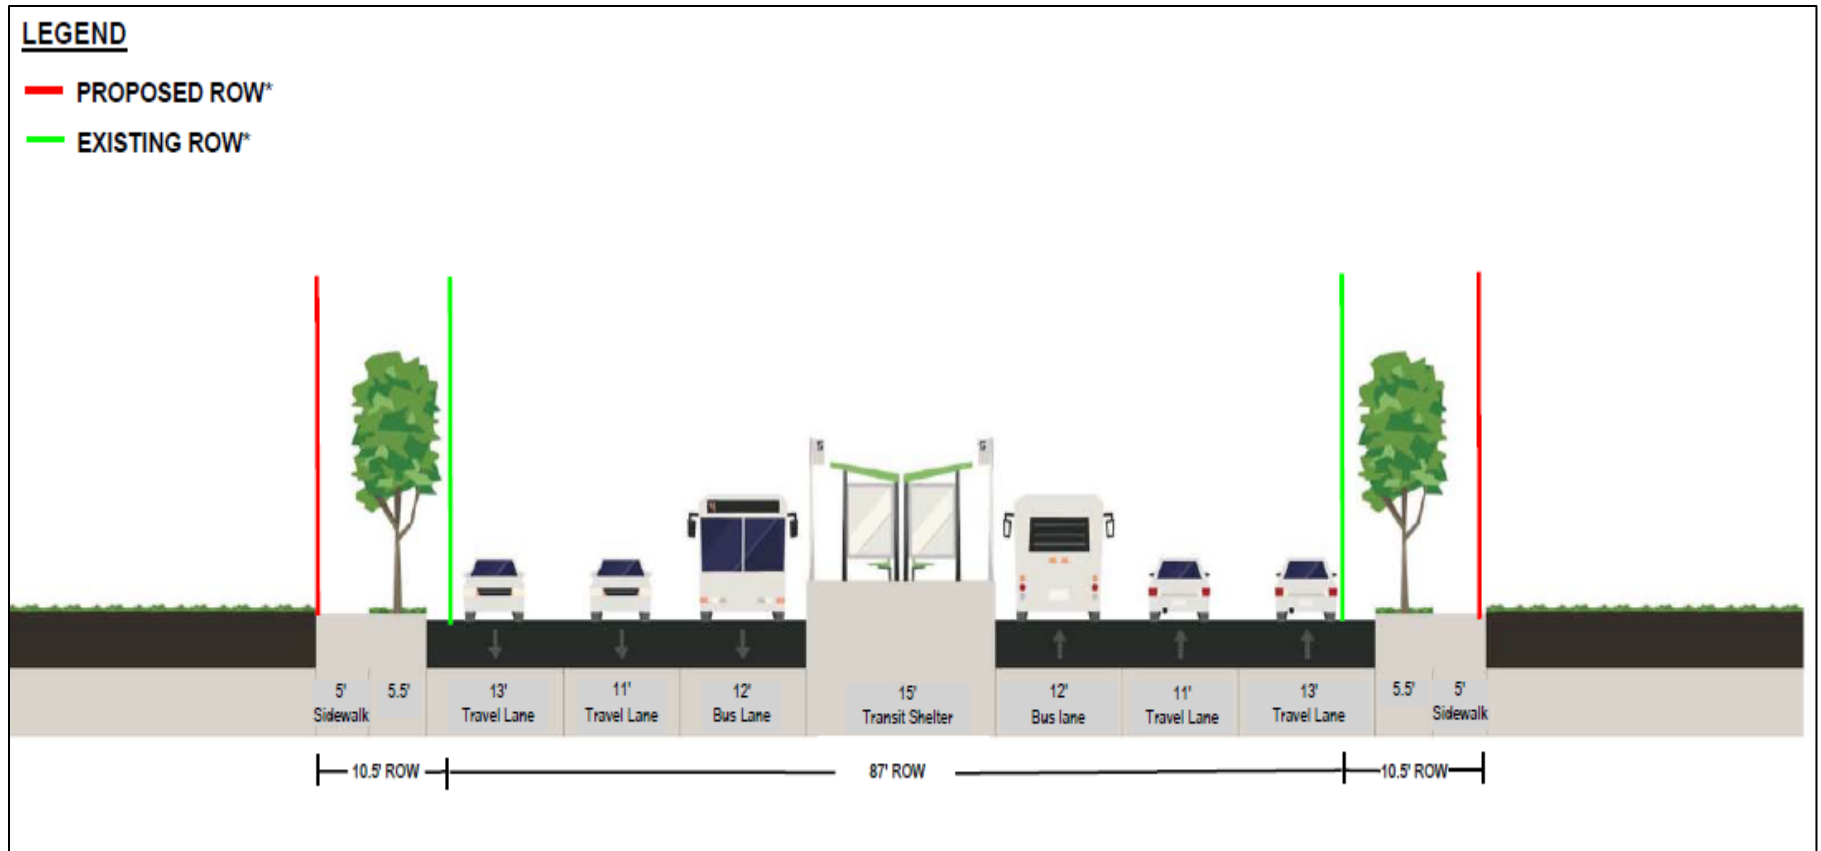 LEGEND
PROPOSED ROW*
EXISTING ROW*
S
S
5'
Sidewalk
5.5'
13'
Travel Lane
11'
Travel Lane
12'
Bus Lane
15'
Transit Shelter
12'
Bus lane
11'
Travel Lane
13'
Travel Lane
5.5'
5'
Sidewalk
10.5' ROW
87' ROW
10.5' ROW